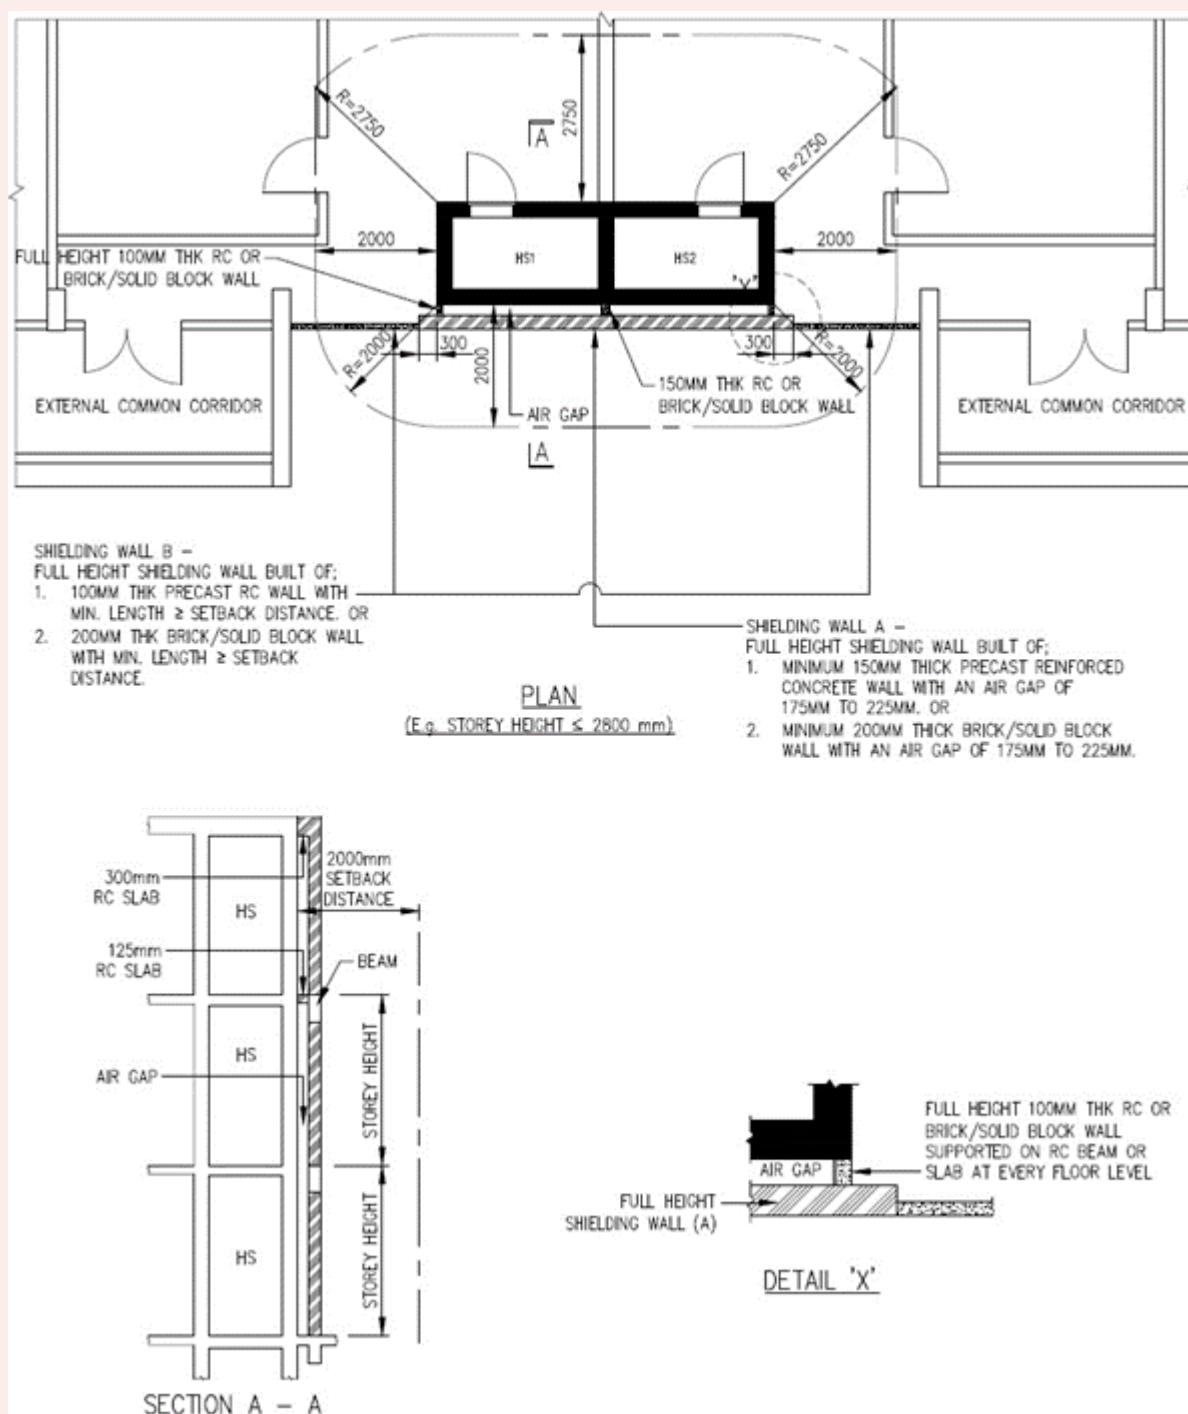 R=2750
A
2750
R=2750
2000
HS1
HS2
2000
FULL HEIGHT 100MM THK RC OR
BRICK/SOLID BLOCK WALL
'X'
300
300
R=2000
2000
R=2000
150MM THK RC OR
BRICK/SOLID BLOCK WALL
AIR GAP
EXTERNAL COMMON CORRIDOR
EXTERNAL COMMON CORRIDOR
A
SHIELDING WALL B –
FULL HEIGHT SHIELDING WALL BUILT OF;
1. 100MM THK PRECAST RC WALL WITH
MIN. LENGTH ≥ SETBACK DISTANCE. OR
2. 200MM THK BRICK/SOLID BLOCK WALL
WITH MIN. LENGTH ≥ SETBACK
DISTANCE.
SHIELDING WALL A –
FULL HEIGHT SHIELDING WALL BUILT OF;
1. MINIMUM 150MM THICK PRECAST REINFORCED
CONCRETE WALL WITH AN AIR GAP OF
175MM TO 225MM. OR
2. MINIMUM 200MM THICK BRICK/SOLID BLOCK
WALL WITH AN AIR GAP OF 175MM TO 225MM.
PLAN
(E.g. STOREY HEIGHT ≤ 2800 mm)
300mm
RC SLAB
HS
2000mm
SETBACK
DISTANCE
125mm
RC SLAB
BEAM
HS
AIR GAP
STOREY HEIGHT
HS
STOREY HEIGHT
SECTION A – A
AIR GAP
FULL HEIGHT 100MM THK RC OR
BRICK/SOLID BLOCK WALL
SUPPORTED ON RC BEAM OR
SLAB AT EVERY FLOOR LEVEL
FULL HEIGHT
SHIELDING WALL (A)
DETAIL 'X'